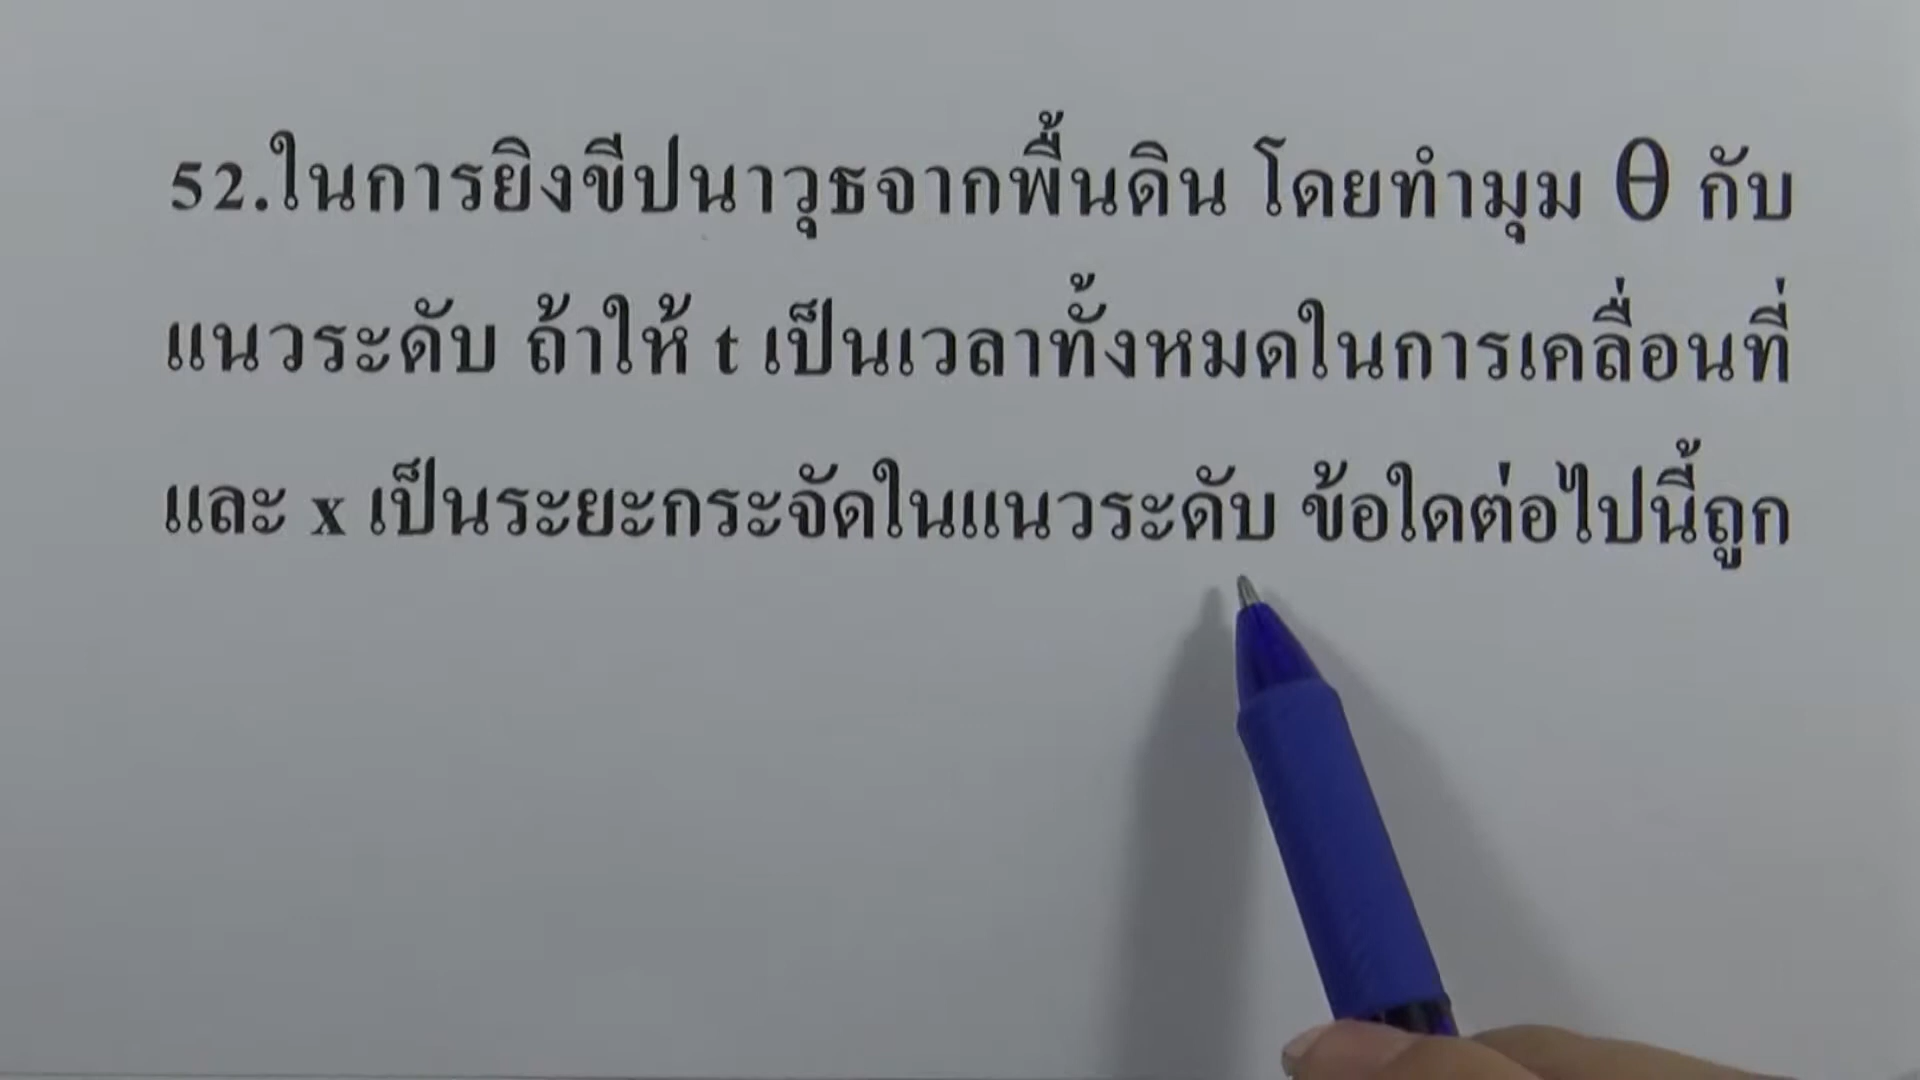 52.ในการยิงขีปนาวุธจากพื้นดิน โดยทำมุม θ กับ
แนวระดับ ถ้าให้ t เป็นเวลาทั้งหมดในการเคลื่อนที่
และ x เป็นระยะกระจัดในแนวระดับ ข้อใดต่อไปนี้ถูก